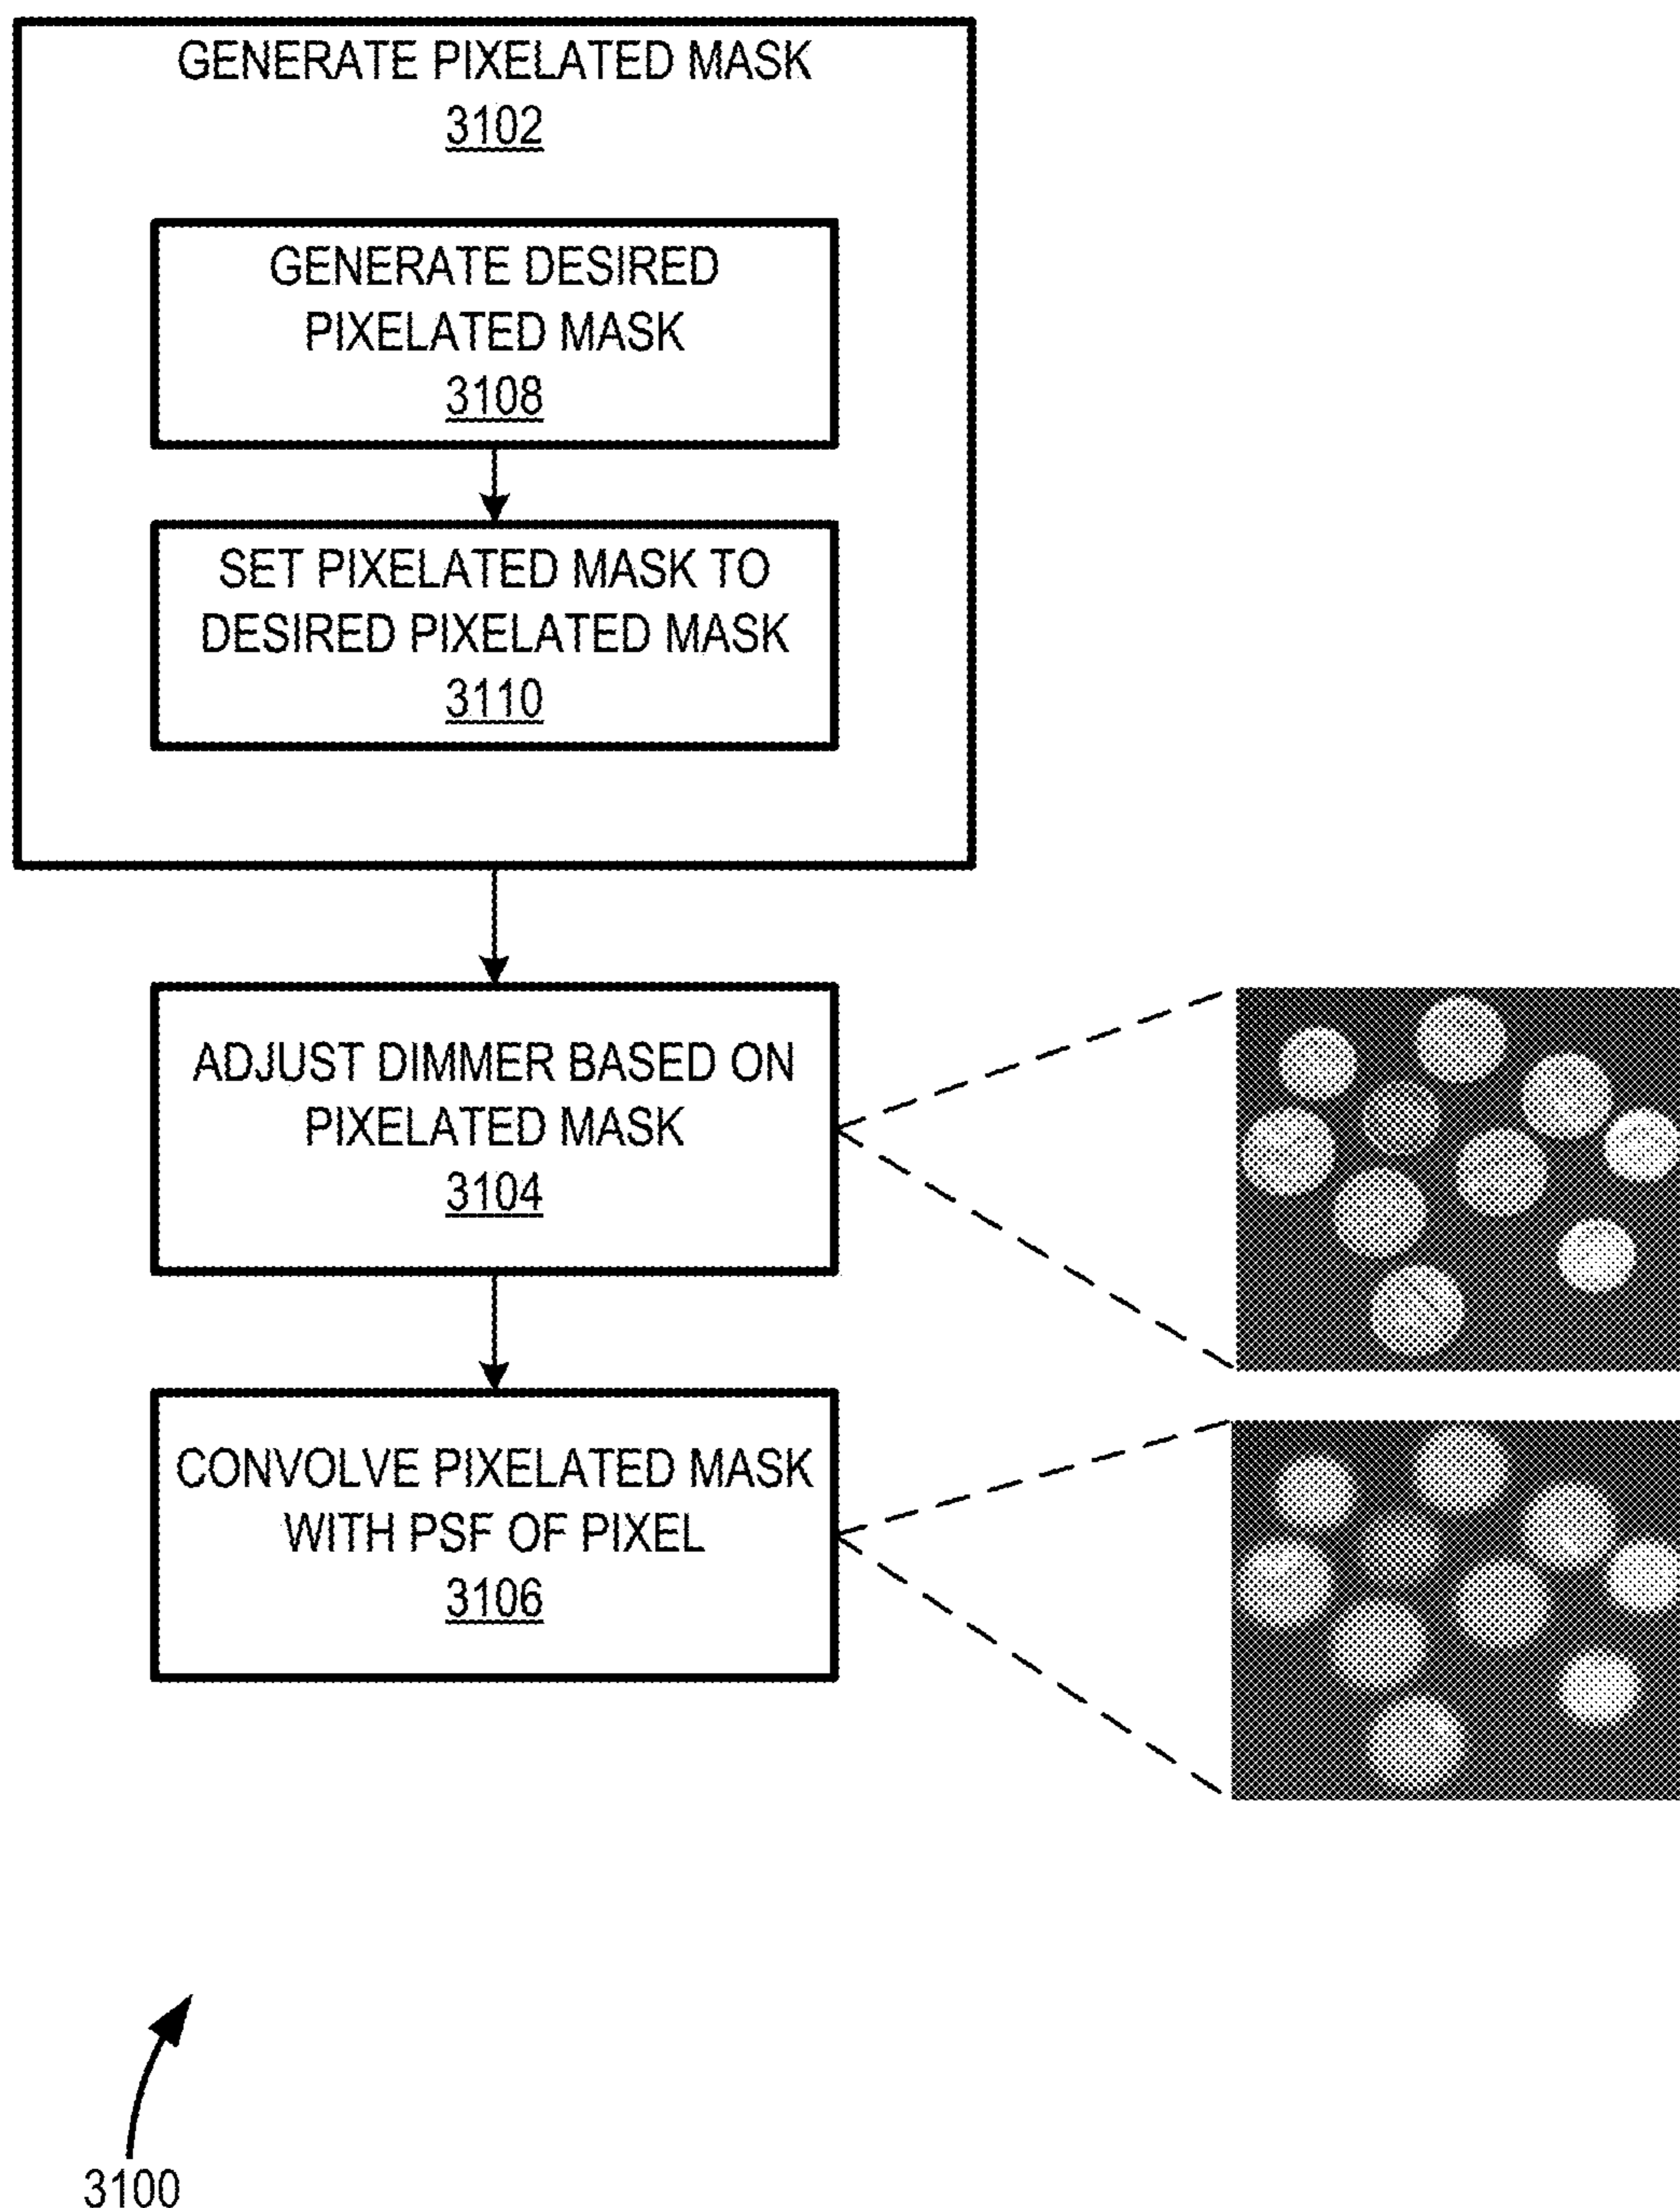 GENERATE PIXELATED MASK
3102
GENERATE DESIRED
PIXELATED MASK
3108
SET PIXELATED MASK TO
DESIRED PIXELATED MASK
3110
ADJUST DIMMER BASED ON
PIXELATED MASK
3104
CONVOLVE PIXELATED MASK
WITH PSF OF PIXEL
3106
3100